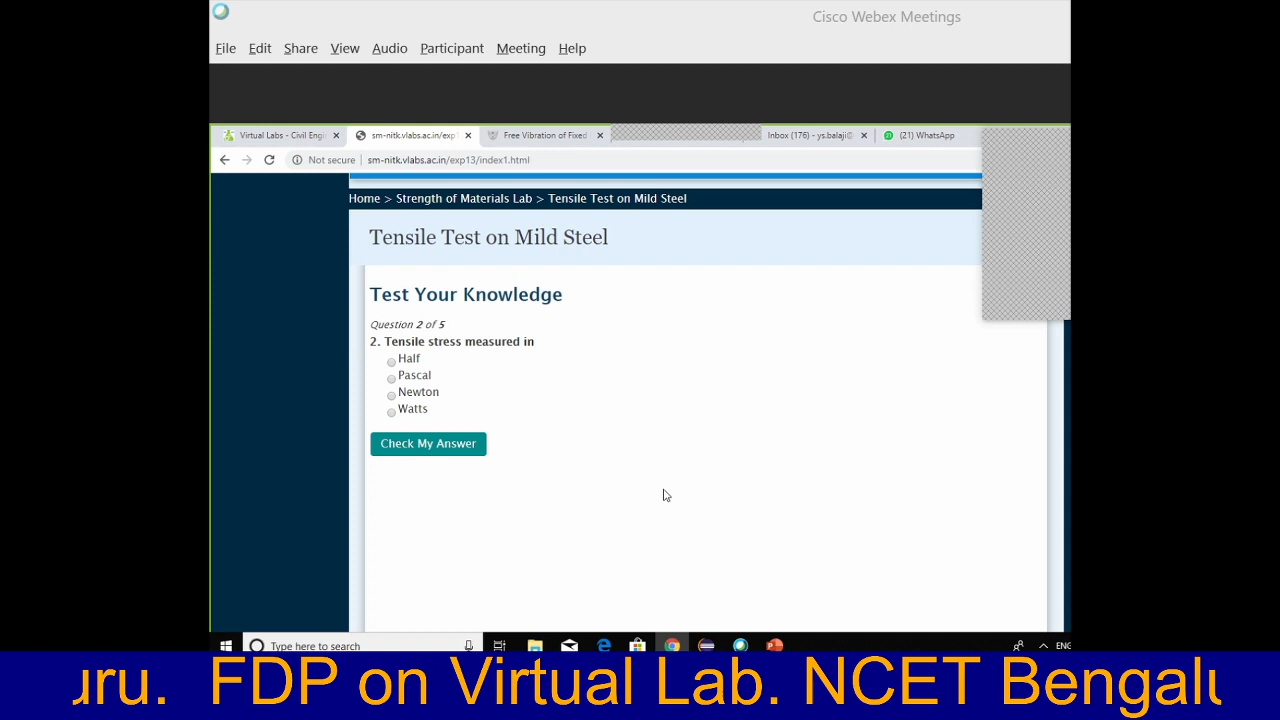 Cisco Webex Meetings
File Edit Share View Audio Participant Meeting Help
Virtual Labs - Civil Engi sm-nitk.vlabs.ac.in/exp1 Free Vibration of Fixed Inbox (176) - ys.balaji@ (21) WhatsApp
Not secure sm-nitk.vlabs.ac.in/exp13/index1.html
Home > Strength of Materials Lab > Tensile Test on Mild Steel
Tensile Test on Mild Steel
Test Your Knowledge
Question 2 of 5
2. Tensile stress measured in
Half
Pascal
Newton
Watts
Check My Answer
Type here to search ENG
uru. FDP on Virtual Lab. NCET Bengalu